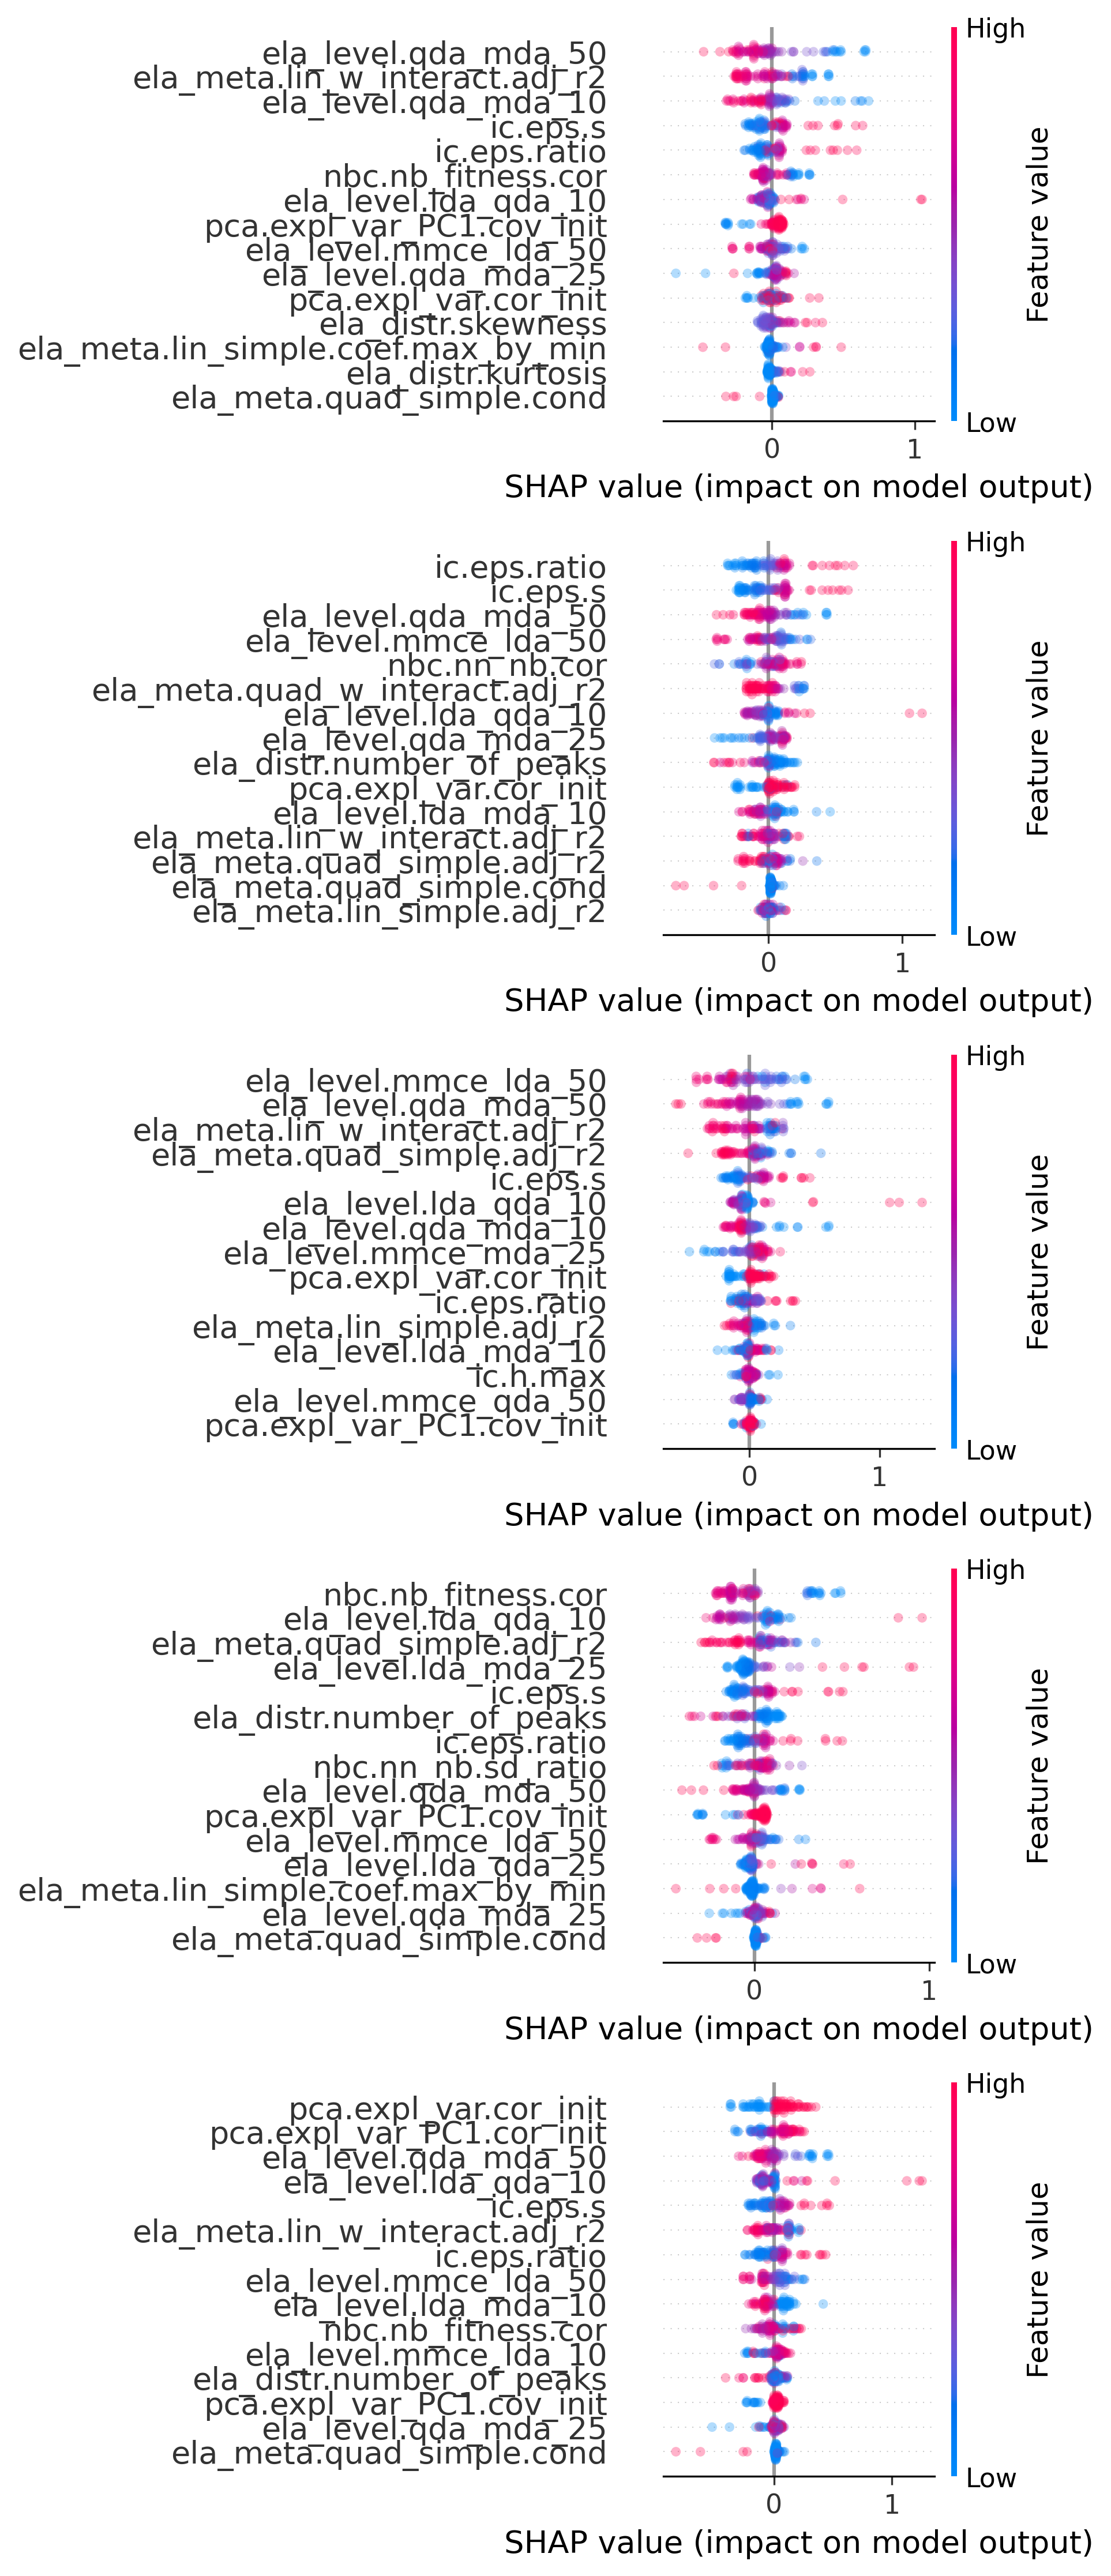 High
ela_level.qda_mda_50
ela_meta.lin_w_interact.adj_r2
ela_level.qda_mda_10
ic.eps.s
ic.eps.ratio
nbc.nb_fitness.cor
ela_level.lda_qda_10
pca.expl_var_PC1.cov_init
ela_level.mmce_lda_50
ela_level.qda_mda_25
pca.expl_var.cor_init
ela_distr.skewness
ela_meta.lin_simple.coef.max_by_min
ela_distr.kurtosis
ela_meta.quad_simple.cond
Feature value
Low
0 1
SHAP value (impact on model output)
High
ic.eps.ratio
ic.eps.s
ela_level.qda_mda_50
ela_level.mmce_lda_50
nbc.nn_nb.cor
ela_meta.quad_w_interact.adj_r2
ela_level.lda_qda_10
ela_level.qda_mda_25
ela_distr.number_of_peaks
pca.expl_var.cor_init
ela_level.lda_mda_10
ela_meta.lin_w_interact.adj_r2
ela_meta.quad_simple.adj_r2
ela_meta.quad_simple.cond
ela_meta.lin_simple.adj_r2
Feature value
Low
0 1
SHAP value (impact on model output)
High
ela_level.mmce_lda_50
ela_level.qda_mda_50
ela_meta.lin_w_interact.adj_r2
ela_meta.quad_simple.adj_r2
ic.eps.s
ela_level.lda_qda_10
ela_level.qda_mda_10
ela_level.mmce_mda_25
pca.expl_var.cor_init
ic.eps.ratio
ela_meta.lin_simple.adj_r2
ela_level.lda_mda_10
ic.h.max
ela_level.mmce_qda_50
pca.expl_var_PC1.cov_init
Feature value
Low
0 1
SHAP value (impact on model output)
High
nbc.nb_fitness.cor
ela_level.lda_qda_10
ela_meta.quad_simple.adj_r2
ela_level.lda_mda_25
ic.eps.s
ela_distr.number_of_peaks
ic.eps.ratio
nbc.nn_nb.sd_ratio
ela_level.qda_mda_50
pca.expl_var_PC1.cov_init
ela_level.mmce_lda_50
ela_level.lda_qda_25
ela_meta.lin_simple.coef.max_by_min
ela_level.qda_mda_25
ela_meta.quad_simple.cond
Feature value
Low
0 1
SHAP value (impact on model output)
High
pca.expl_var.cor_init
pca.expl_var_PC1.cor_init
ela_level.qda_mda_50
ela_level.lda_qda_10
ic.eps.s
ela_meta.lin_w_interact.adj_r2
ic.eps.ratio
ela_level.mmce_lda_50
ela_level.lda_mda_10
nbc.nb_fitness.cor
ela_level.mmce_lda_10
ela_distr.number_of_peaks
pca.expl_var_PC1.cov_init
ela_level.qda_mda_25
ela_meta.quad_simple.cond
Feature value
Low
0 1
SHAP value (impact on model output)